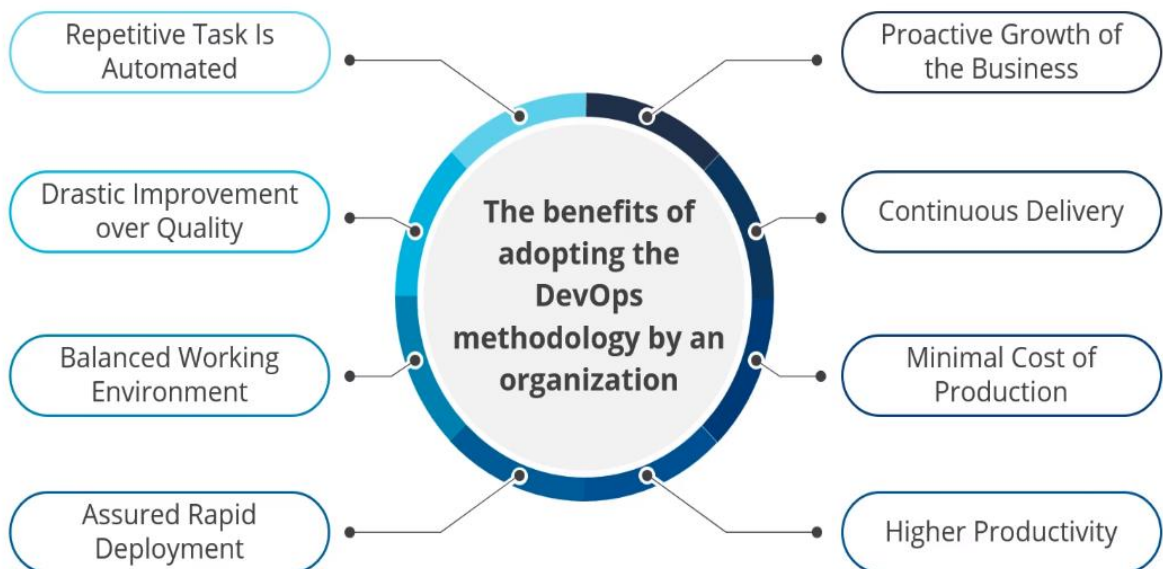 Repetitive Task Is
Automated
Drastic Improvement
over Quality
Balanced Working
Environment
Assured Rapid
Deployment
The benefits of
adopting the
DevOps
methodology by an
organization
Proactive Growth of
the Business
Continuous Delivery
Minimal Cost of
Production
Higher Productivity